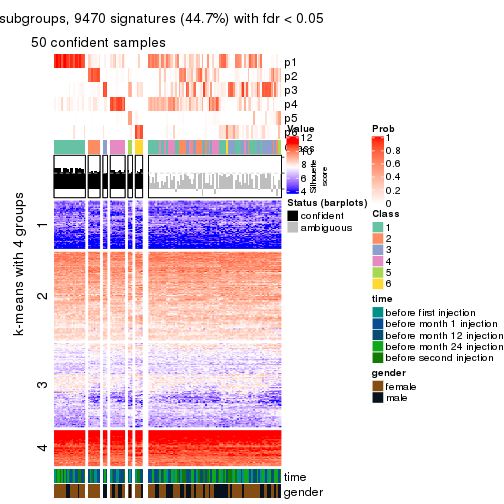 subgroups, 9470 signatures (44.7%) with fdr < 0.05
50 confident samples
p1
p2
p3
p4
p5
Class
Silhouette
score
k-means with 4 groups
1
2
3
4
time
gender
Value
12
10
8
6
4
Status (barplots)
confident
ambiguous
Prob
1
0.8
0.6
0.4
0.2
0
Class
1
2
3
4
5
6
time
before first injection
before month 1 injection
before month 12 injection
before month 24 injection
before second injection
gender
female
male